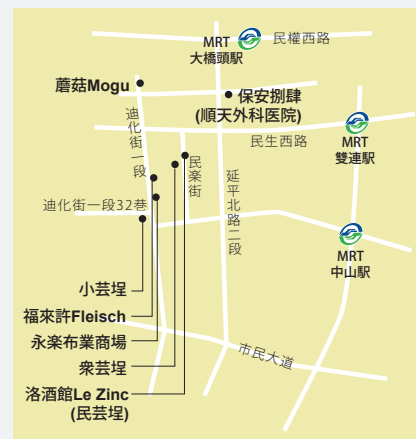 民權西路
MRT
大橋頭駅
蘑菇Mogu
保安捌肆
(順天外科医院)
迪化街一段
民生西路
MRT
雙連駅
民楽街
延平北路二段
迪化街一段32巷
MRT
中山駅
小芸埕
福來許Fleisch
永楽布業商場
衆芸埕
洛酒館Le Zinc
(民芸埕)
市民大道